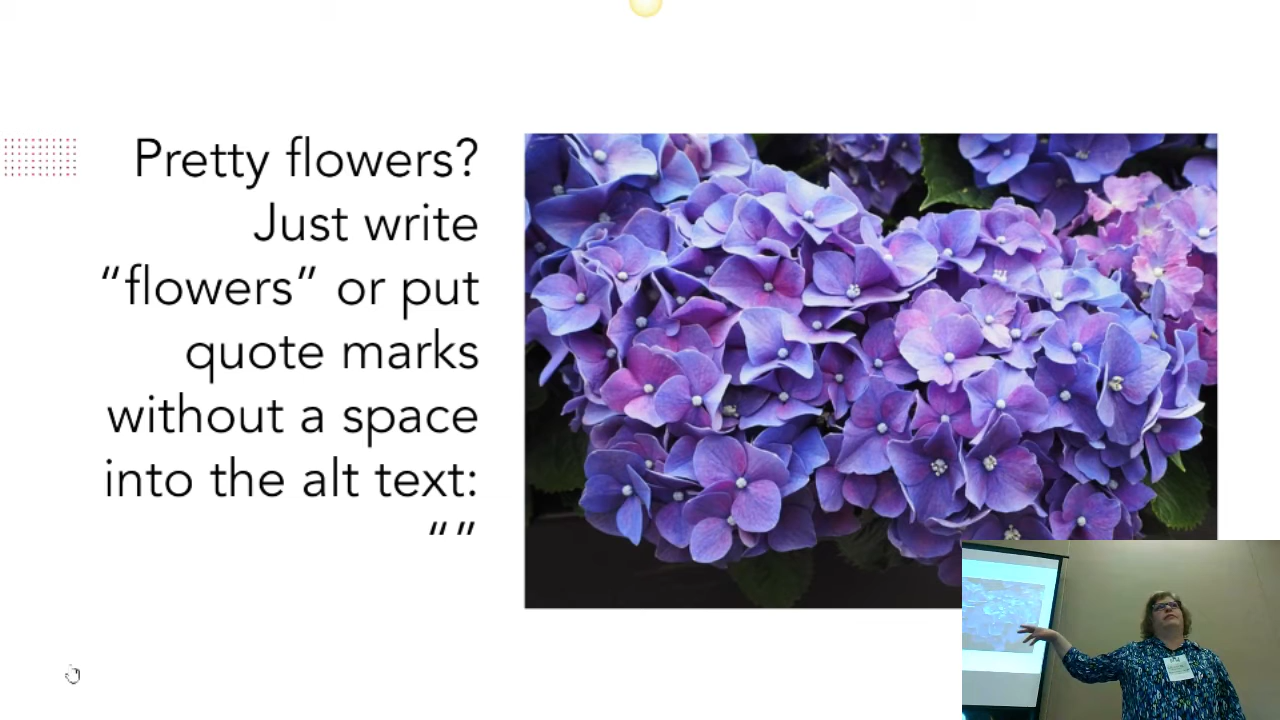 Pretty flowers?
Just write
“flowers” or put
quote marks
without a space
into the alt text:
“”